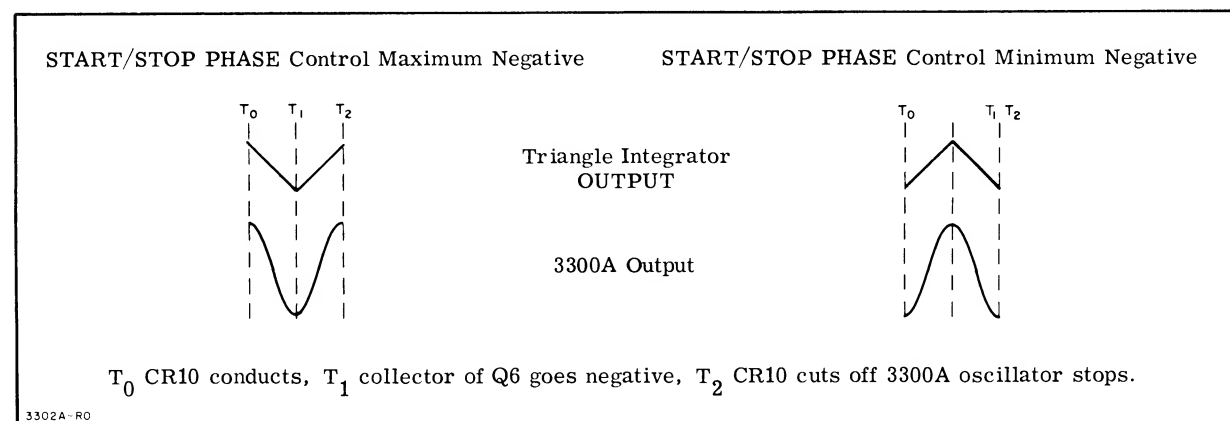 START/STOP PHASE Control Maximum Negative
START/STOP PHASE Control Minimum Negative
T0 T1 T2
T0 T1 T2
Triangle Integrator
OUTPUT
3300A Output
T0 CR10 conducts, T1 collector of Q6 goes negative, T2 CR10 cuts off 3300A oscillator stops.
3302A-RO